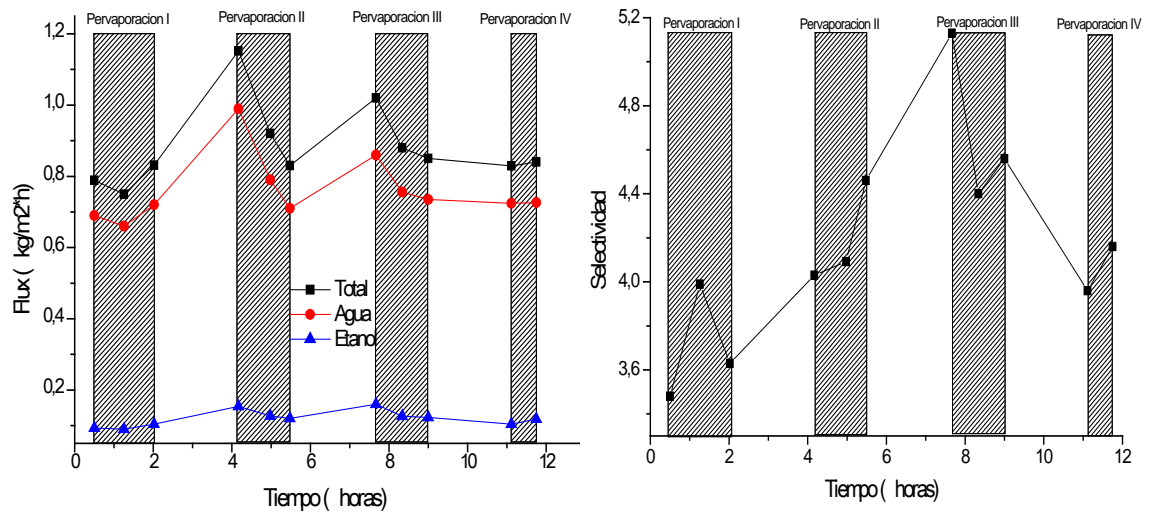 Pervaporacion I
Pervaporacion II
Pervaporacion III
Pervaporacion IV
1,2
1,0
0,8
0,6
0,4
0,2
Flux ( kg/m2*h)
Total
Agua
Etanol
0 2 4 6 8 10 12
Tiempo ( horas)
Pervaporacion I
Pervaporacion II
Pervaporacion III
Pervaporacion IV
5,2
4,8
4,4
4,0
3,6
Selectividad
0 2 4 6 8 10 12
Tiempo ( horas)